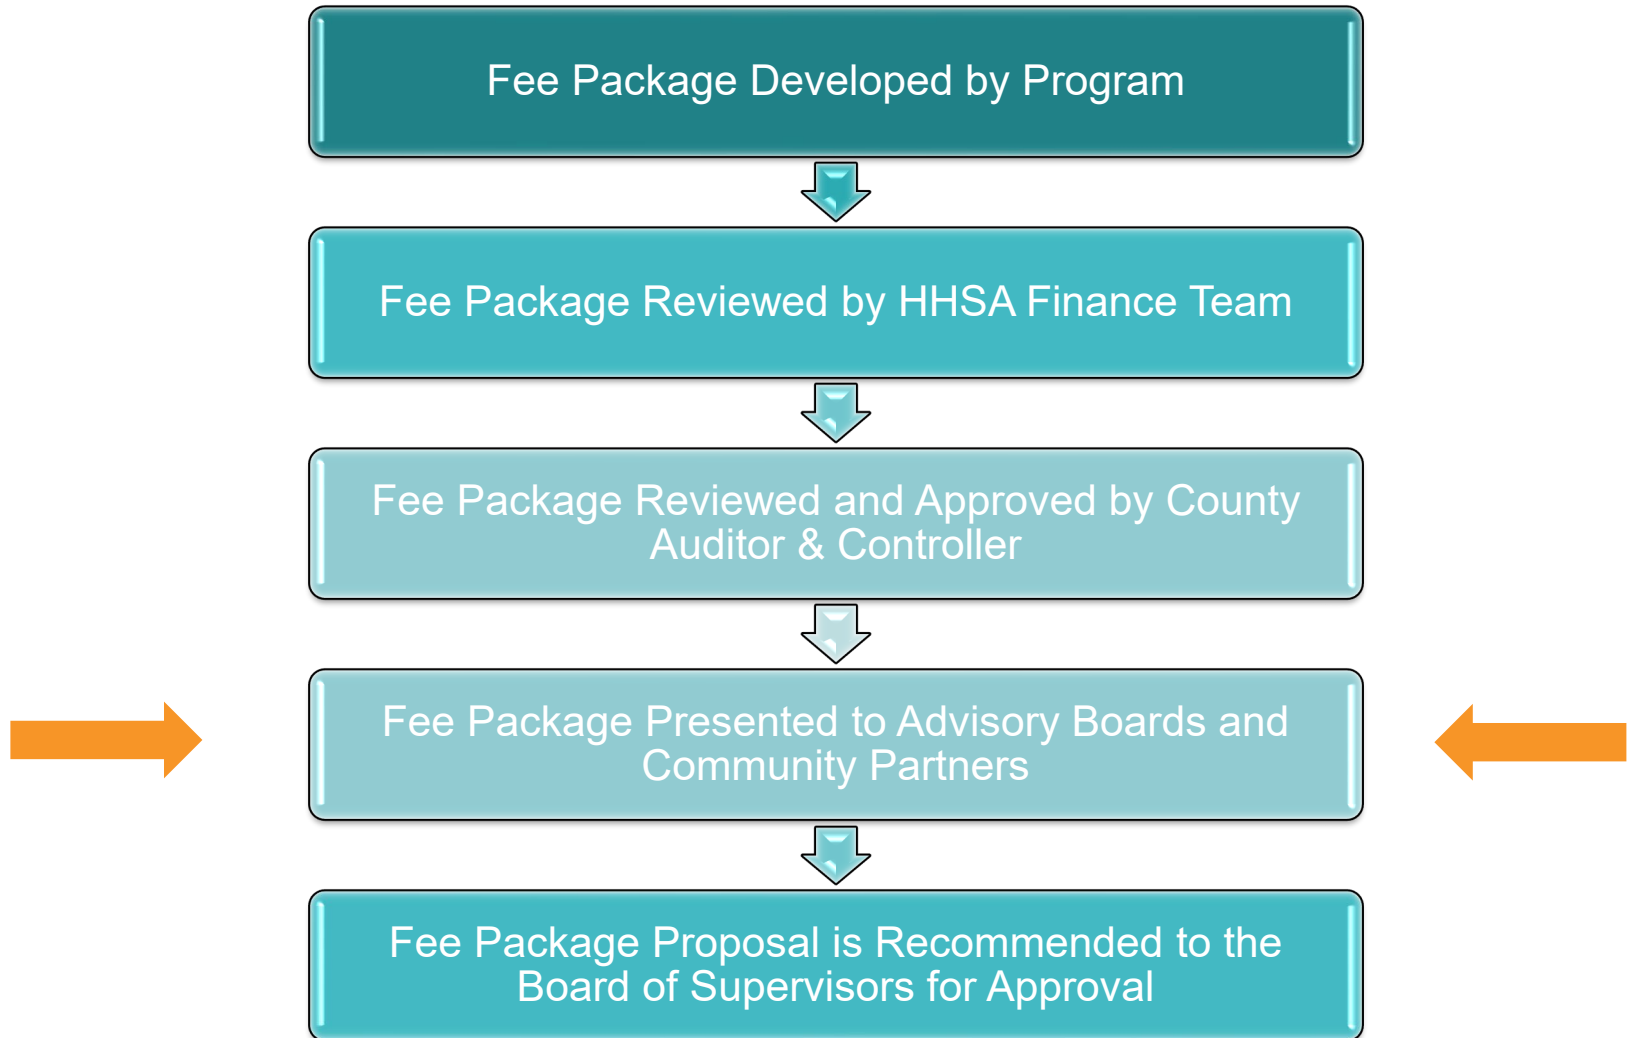 Fee Package Developed by Program
Fee Package Reviewed by HHSA Finance Team
Fee Package Reviewed and Approved by County
Auditor & Controller
Fee Package Presented to Advisory Boards and
Community Partners
Fee Package Proposal is Recommended to the
Board of Supervisors for Approval